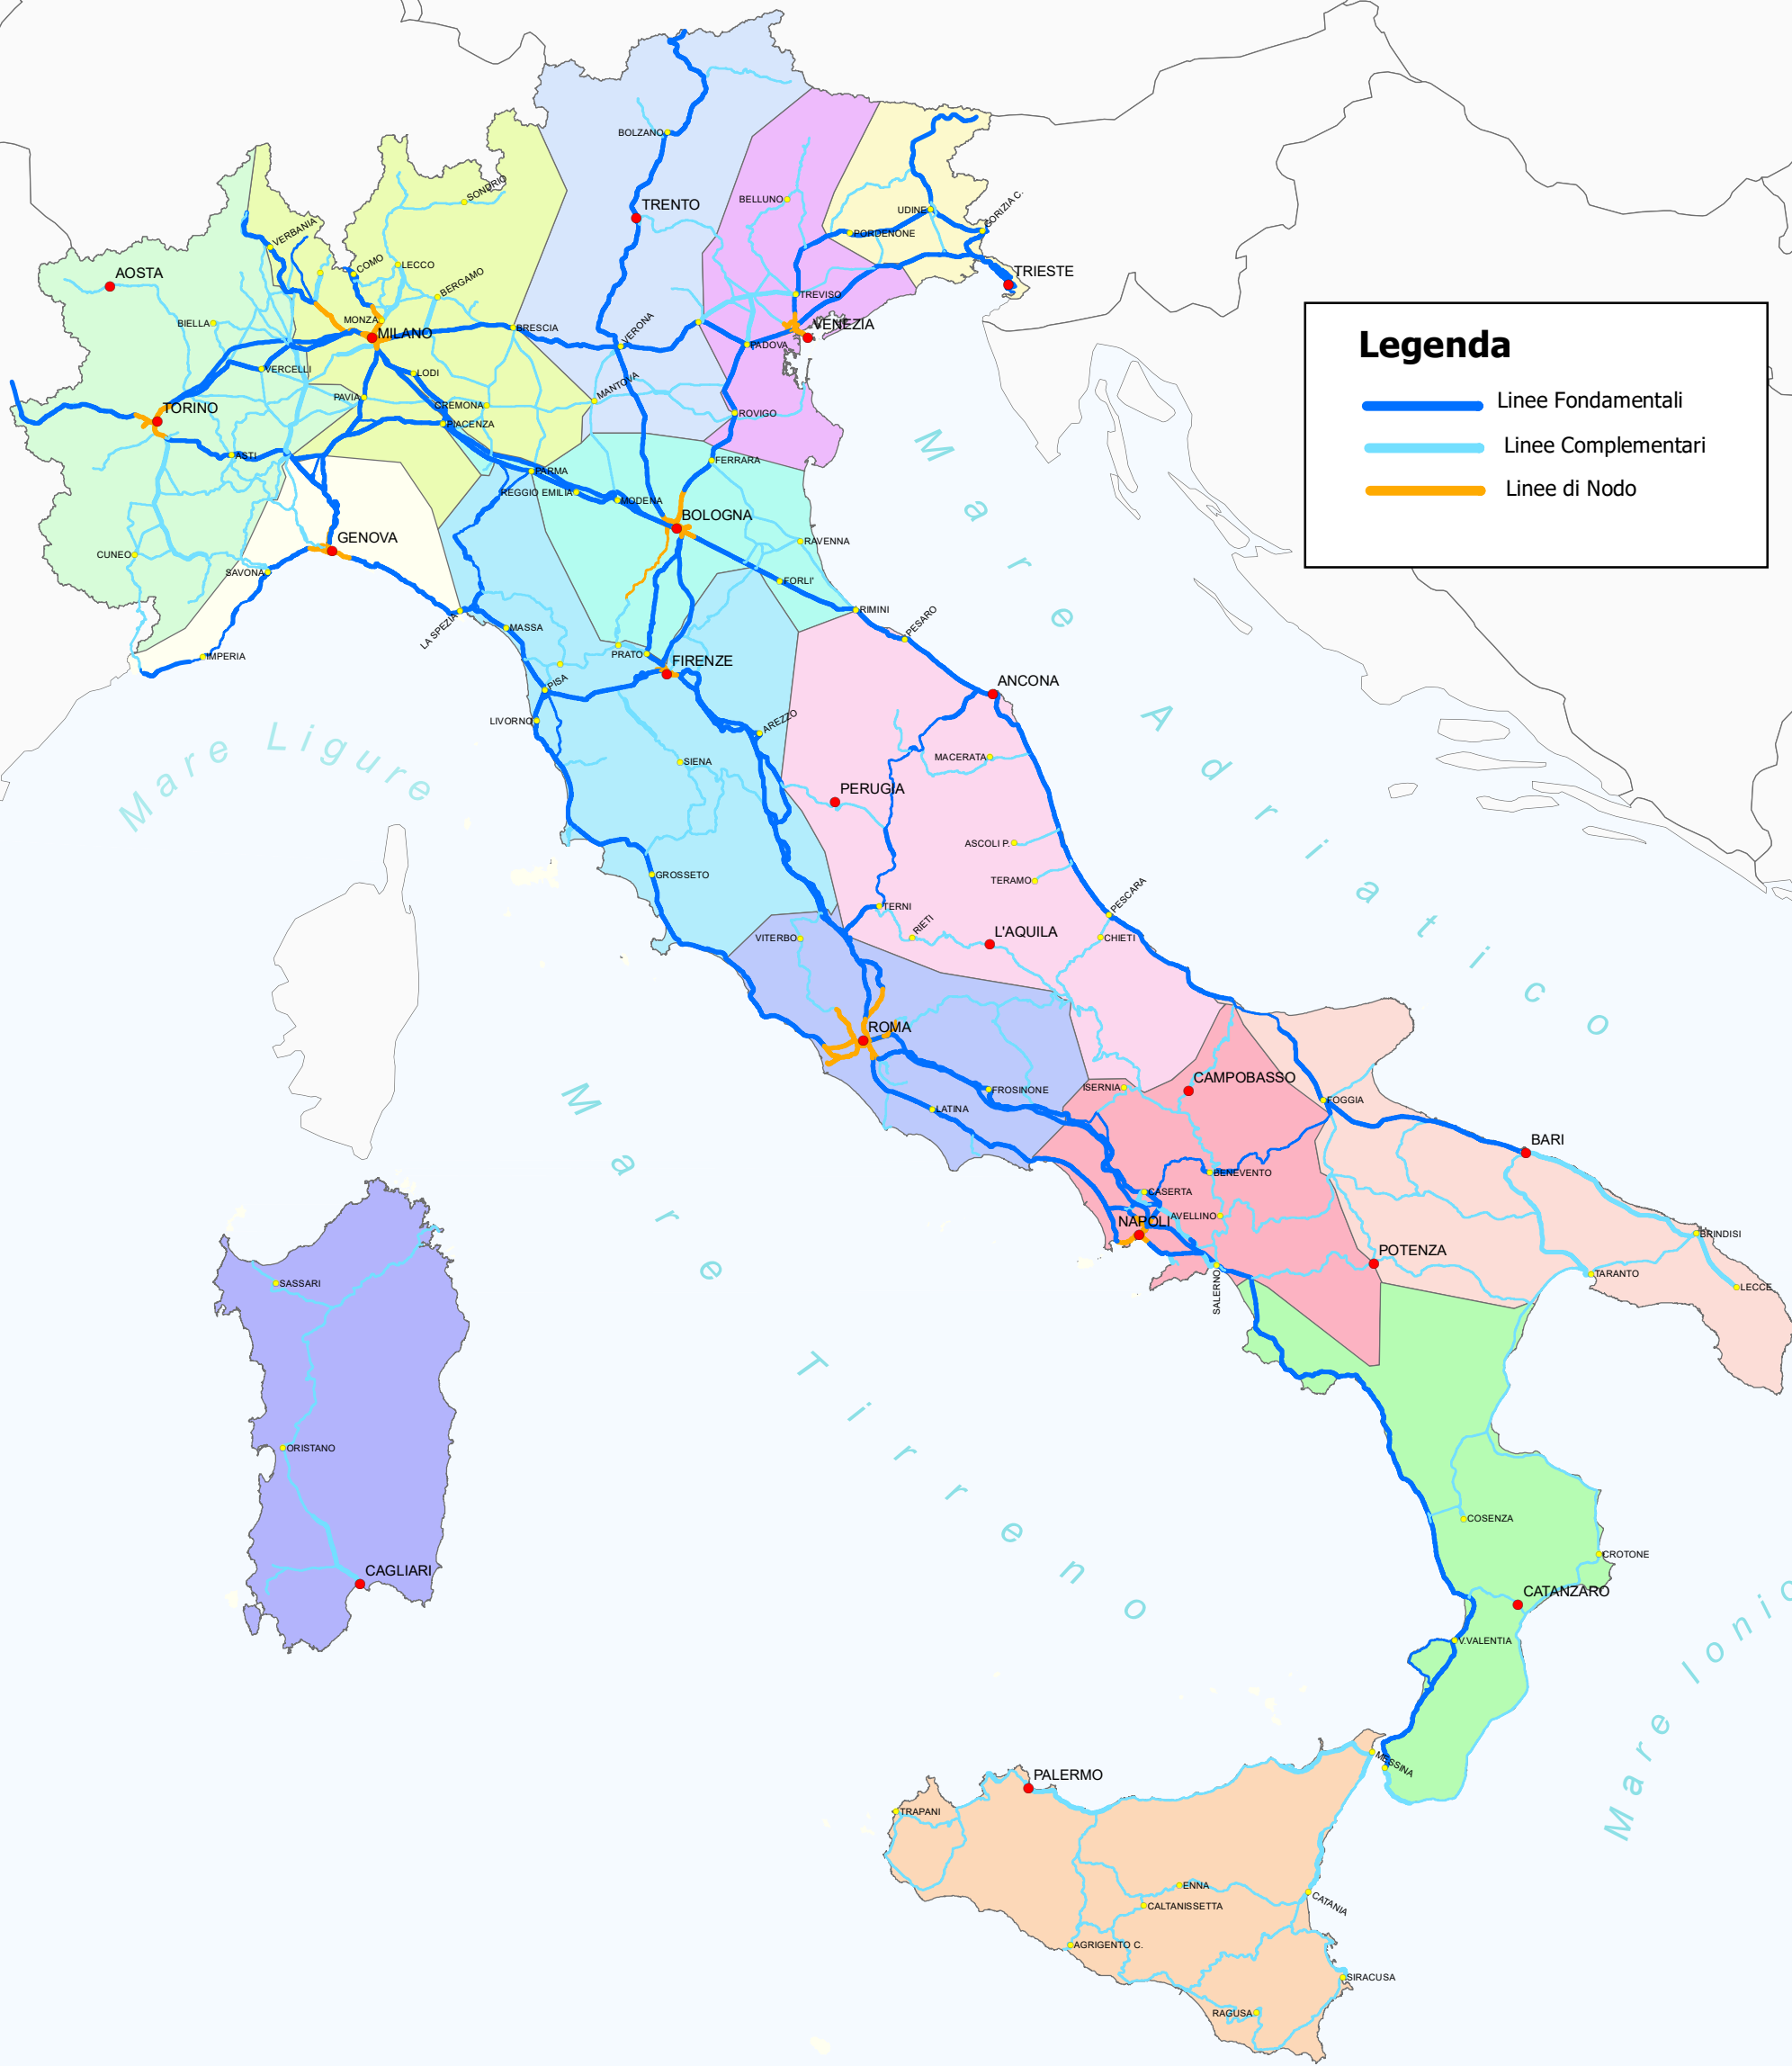 Legenda
Linee Fondamentali
Linee Complementari
Linee di Nodo
BOLZANO
TRENTO
BELLUNO
UDINE
GORIZIA C.
PORDENONE
TRIESTE
TREVISO
VENEZIA
PADOVA
ROVIGO
VERONA
MANTOVA
SONDRIO
VERBANIA
COMO
LECCO
BERGAMO
MONZA
MILANO
BRESCIA
LODI
PAVIA
CREMONA
PIACENZA
AOSTA
BIELLA
VERCELLI
TORINO
ASTI
CUNEO
GENOVA
SAVONA
IMPERIA
LA SPEZIA
PARMA
REGGIO EMILIA
MODENA
FERRARA
BOLOGNA
RAVENNA
FORLI'
RIMINI
MASSA
PRATO
FIRENZE
PISA
LIVORNO
AREZZO
SIENA
GROSSETO
PESARO
ANCONA
MACERATA
PERUGIA
ASCOLI P.
TERAMO
TERNI
RIETI
L'AQUILA
PESCARA
CHIETI
VITERBO
ROMA
FROSINONE
LATINA
ISERNIA
CAMPOBASSO
BENEVENTO
CASERTA
AVELLINO
NAPOLI
SALERNO
FOGGIA
BARI
BRINDISI
TARANTO
LECCE
POTENZA
COSENZA
CROTONE
CATANZARO
V.VALENTIA
MESSINA
PALERMO
TRAPANI
ENNA
CALTANISSETTA
CATANIA
AGRIGENTO C.
SIRACUSA
RAGUSA
SASSARI
ORISTANO
CAGLIARI
Mare Ligure
Mare Adriatico
Mare Tirreno
Mare Ionio